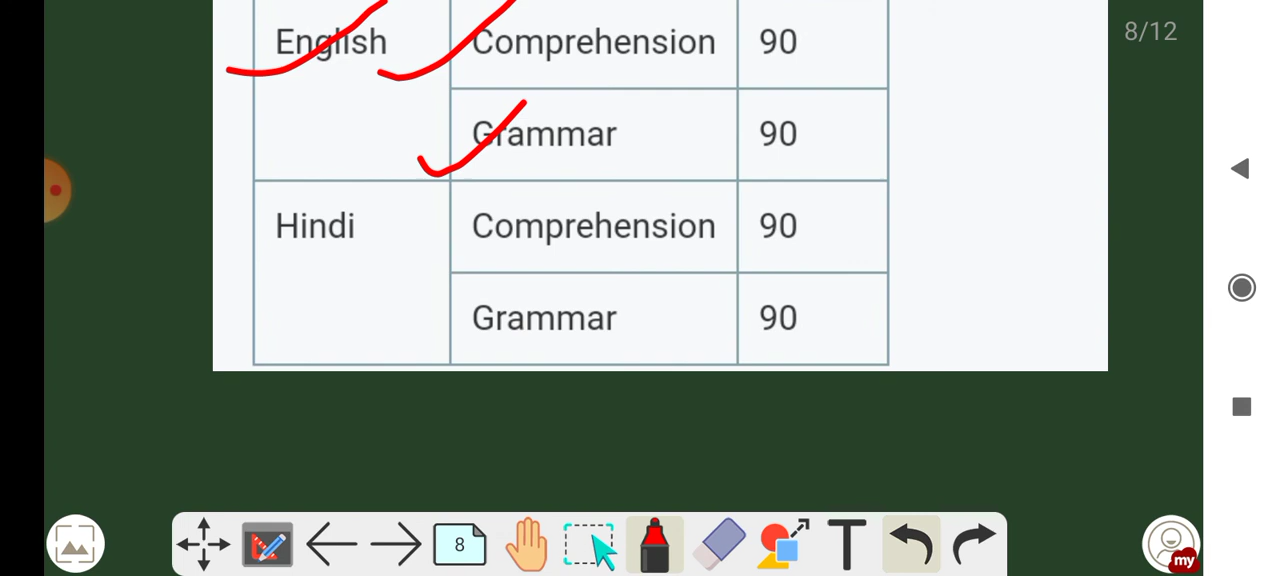 8/12
English Comprehension 90
Grammar 90
Hindi Comprehension 90
Grammar 90
8
T
my